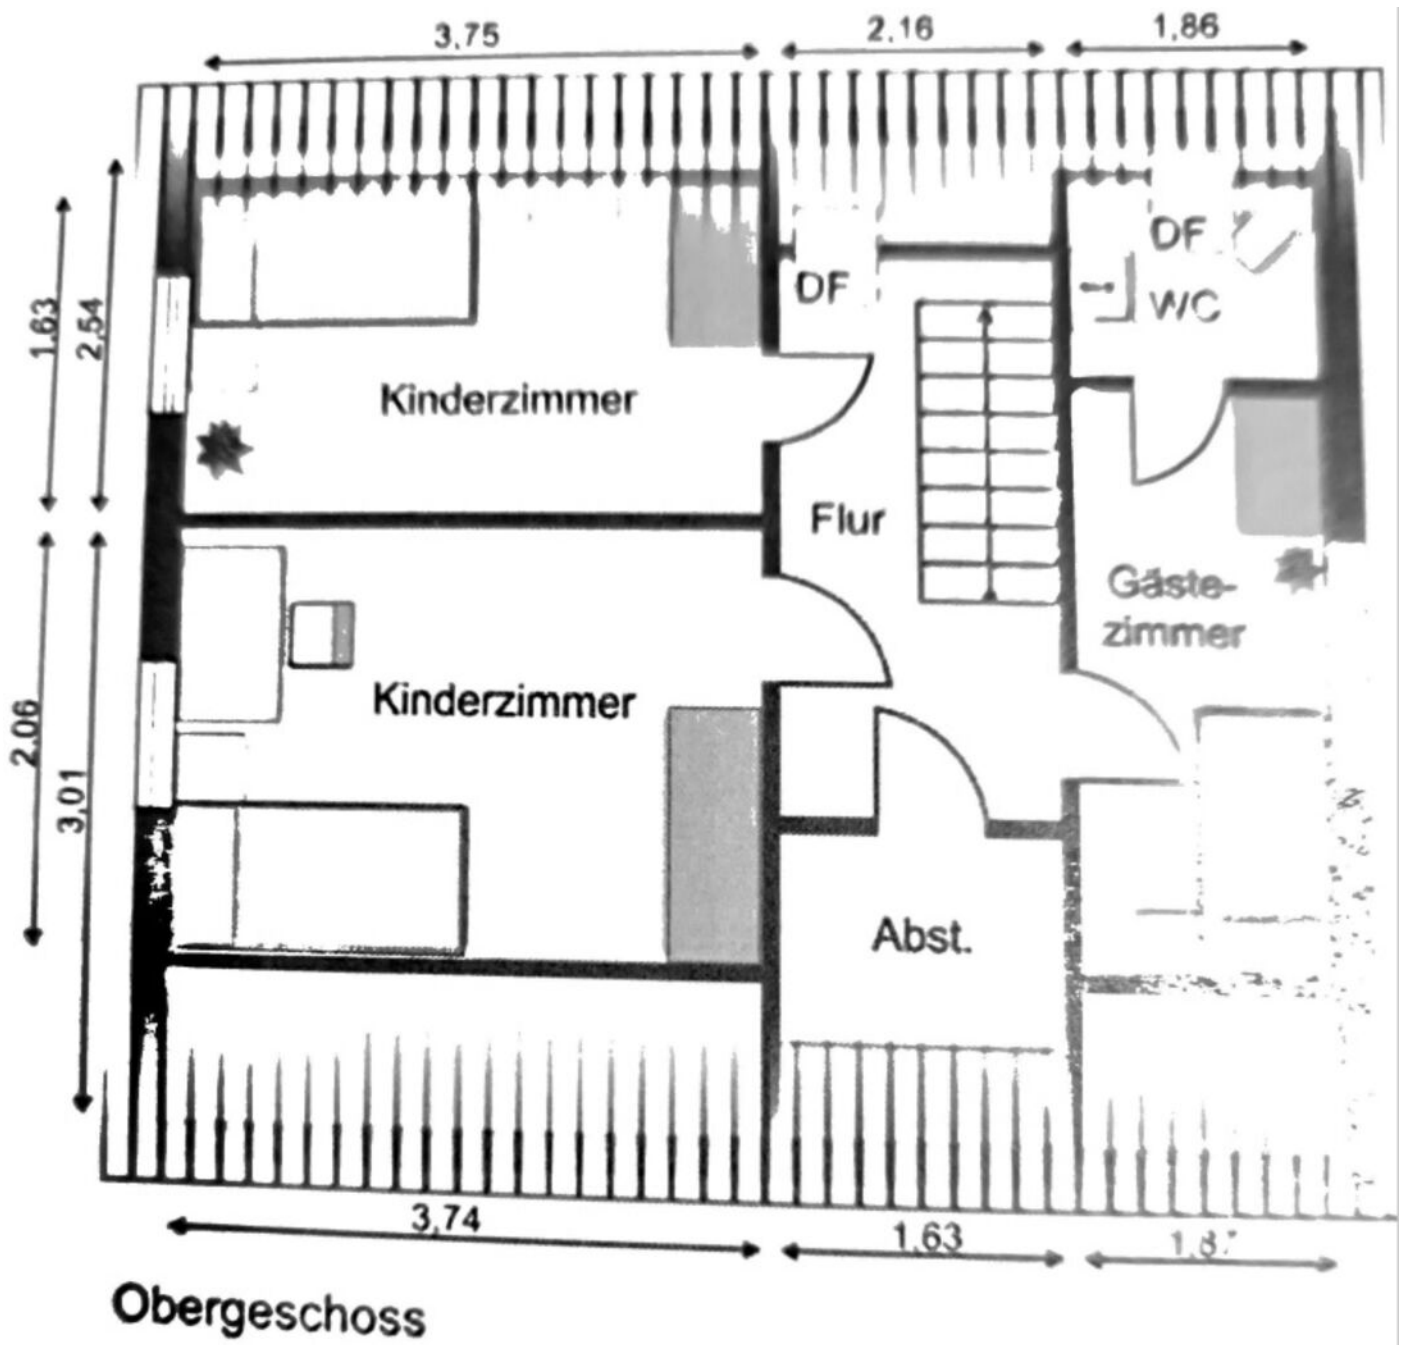 3,75
2,16
1,86
1,63
2,54
DF
DF
WC
Kinderzimmer
Flur
Gäste-
zimmer
2,06
3,01
Kinderzimmer
Abst.
3,74
1,63
Obergeschoss